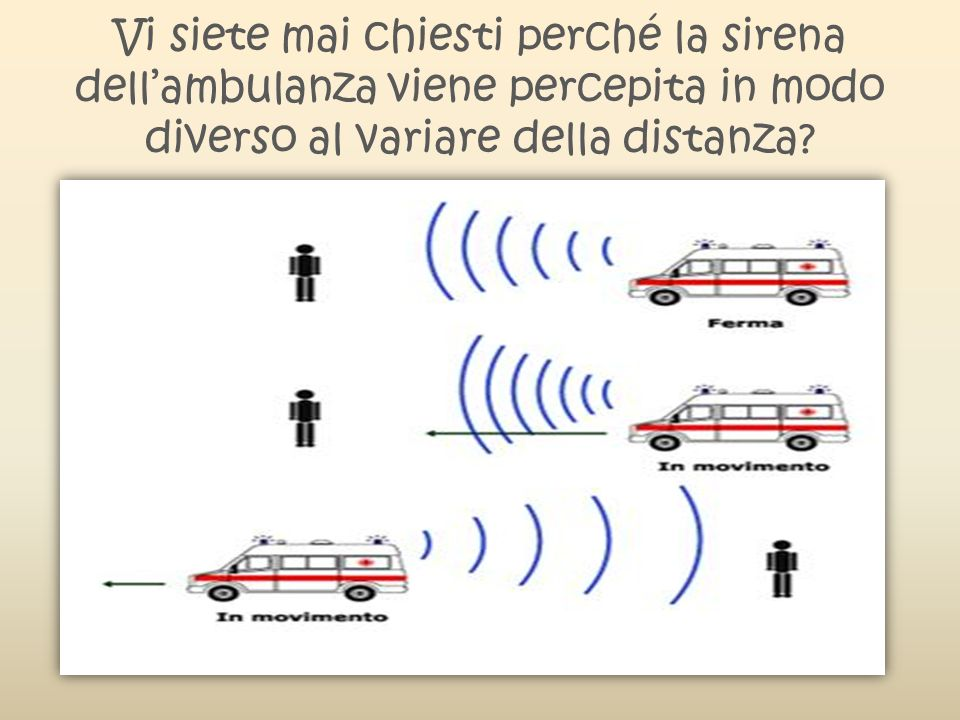 Vi siete mai chiesti perché la sirena
dell’ambulanza viene percepita in modo
diverso al variare della distanza?
Ferma
In movimento
In movimento